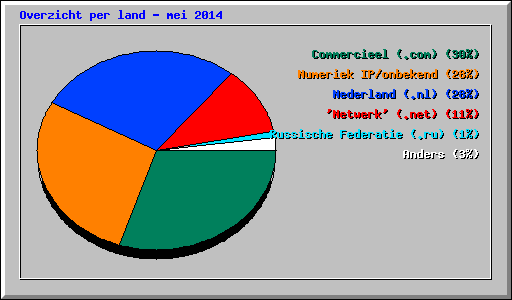 Overzicht per land - mei 2014
Commercieel (.com) (30%)
Numeriek IP/onbekend (28%)
Nederland (.nl) (28%)
'Netwerk' (.net) (11%)
Russische Federatie (.ru) (1%)
Anders (3%)